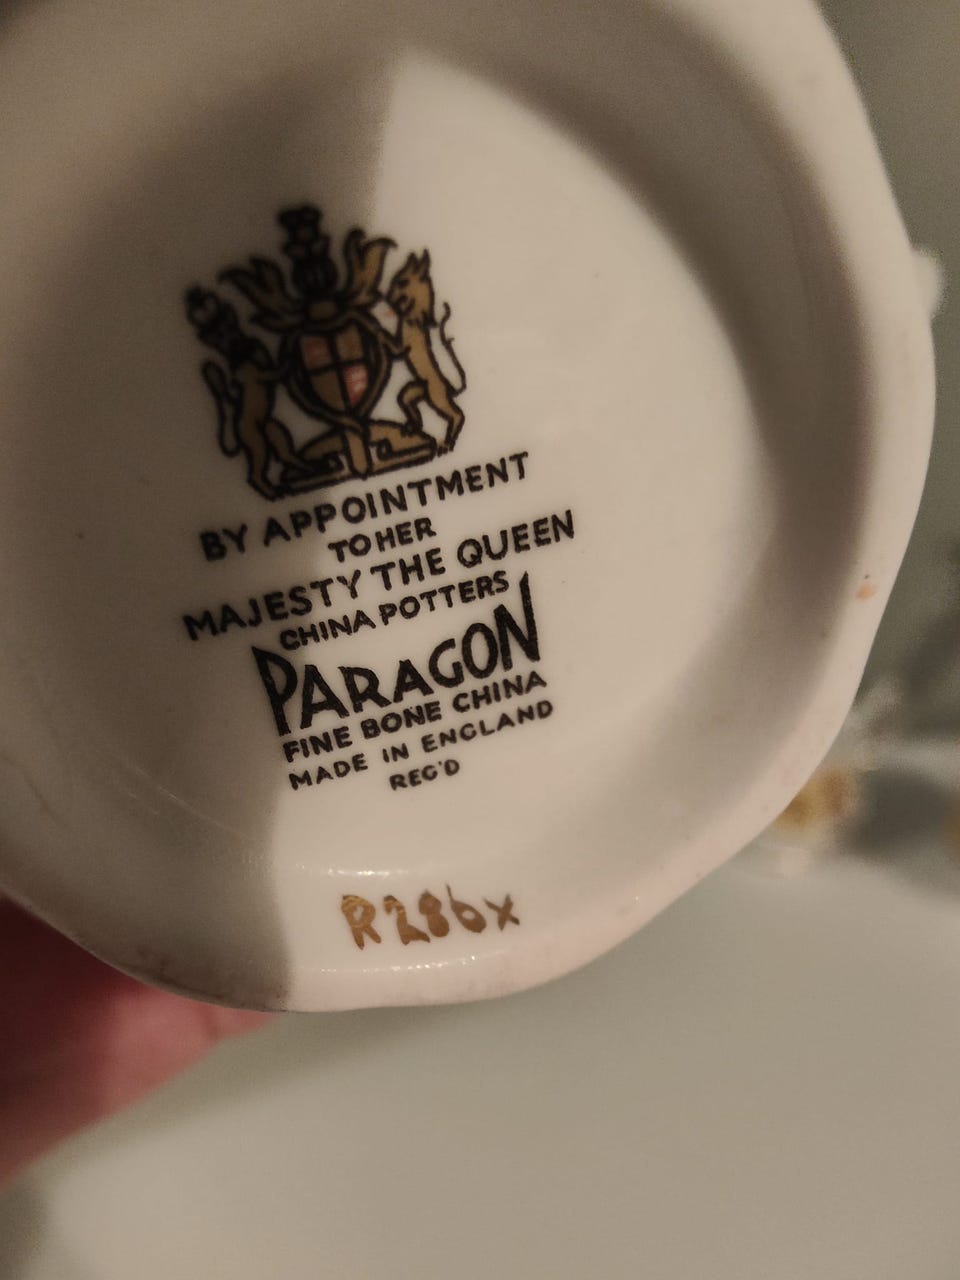 BY APPOINTMENT
TO HER
MAJESTY THE QUEEN
CHINA POTTERS
PARAGON
FINE BONE CHINA
MADE IN ENGLAND
REG'D
R286x